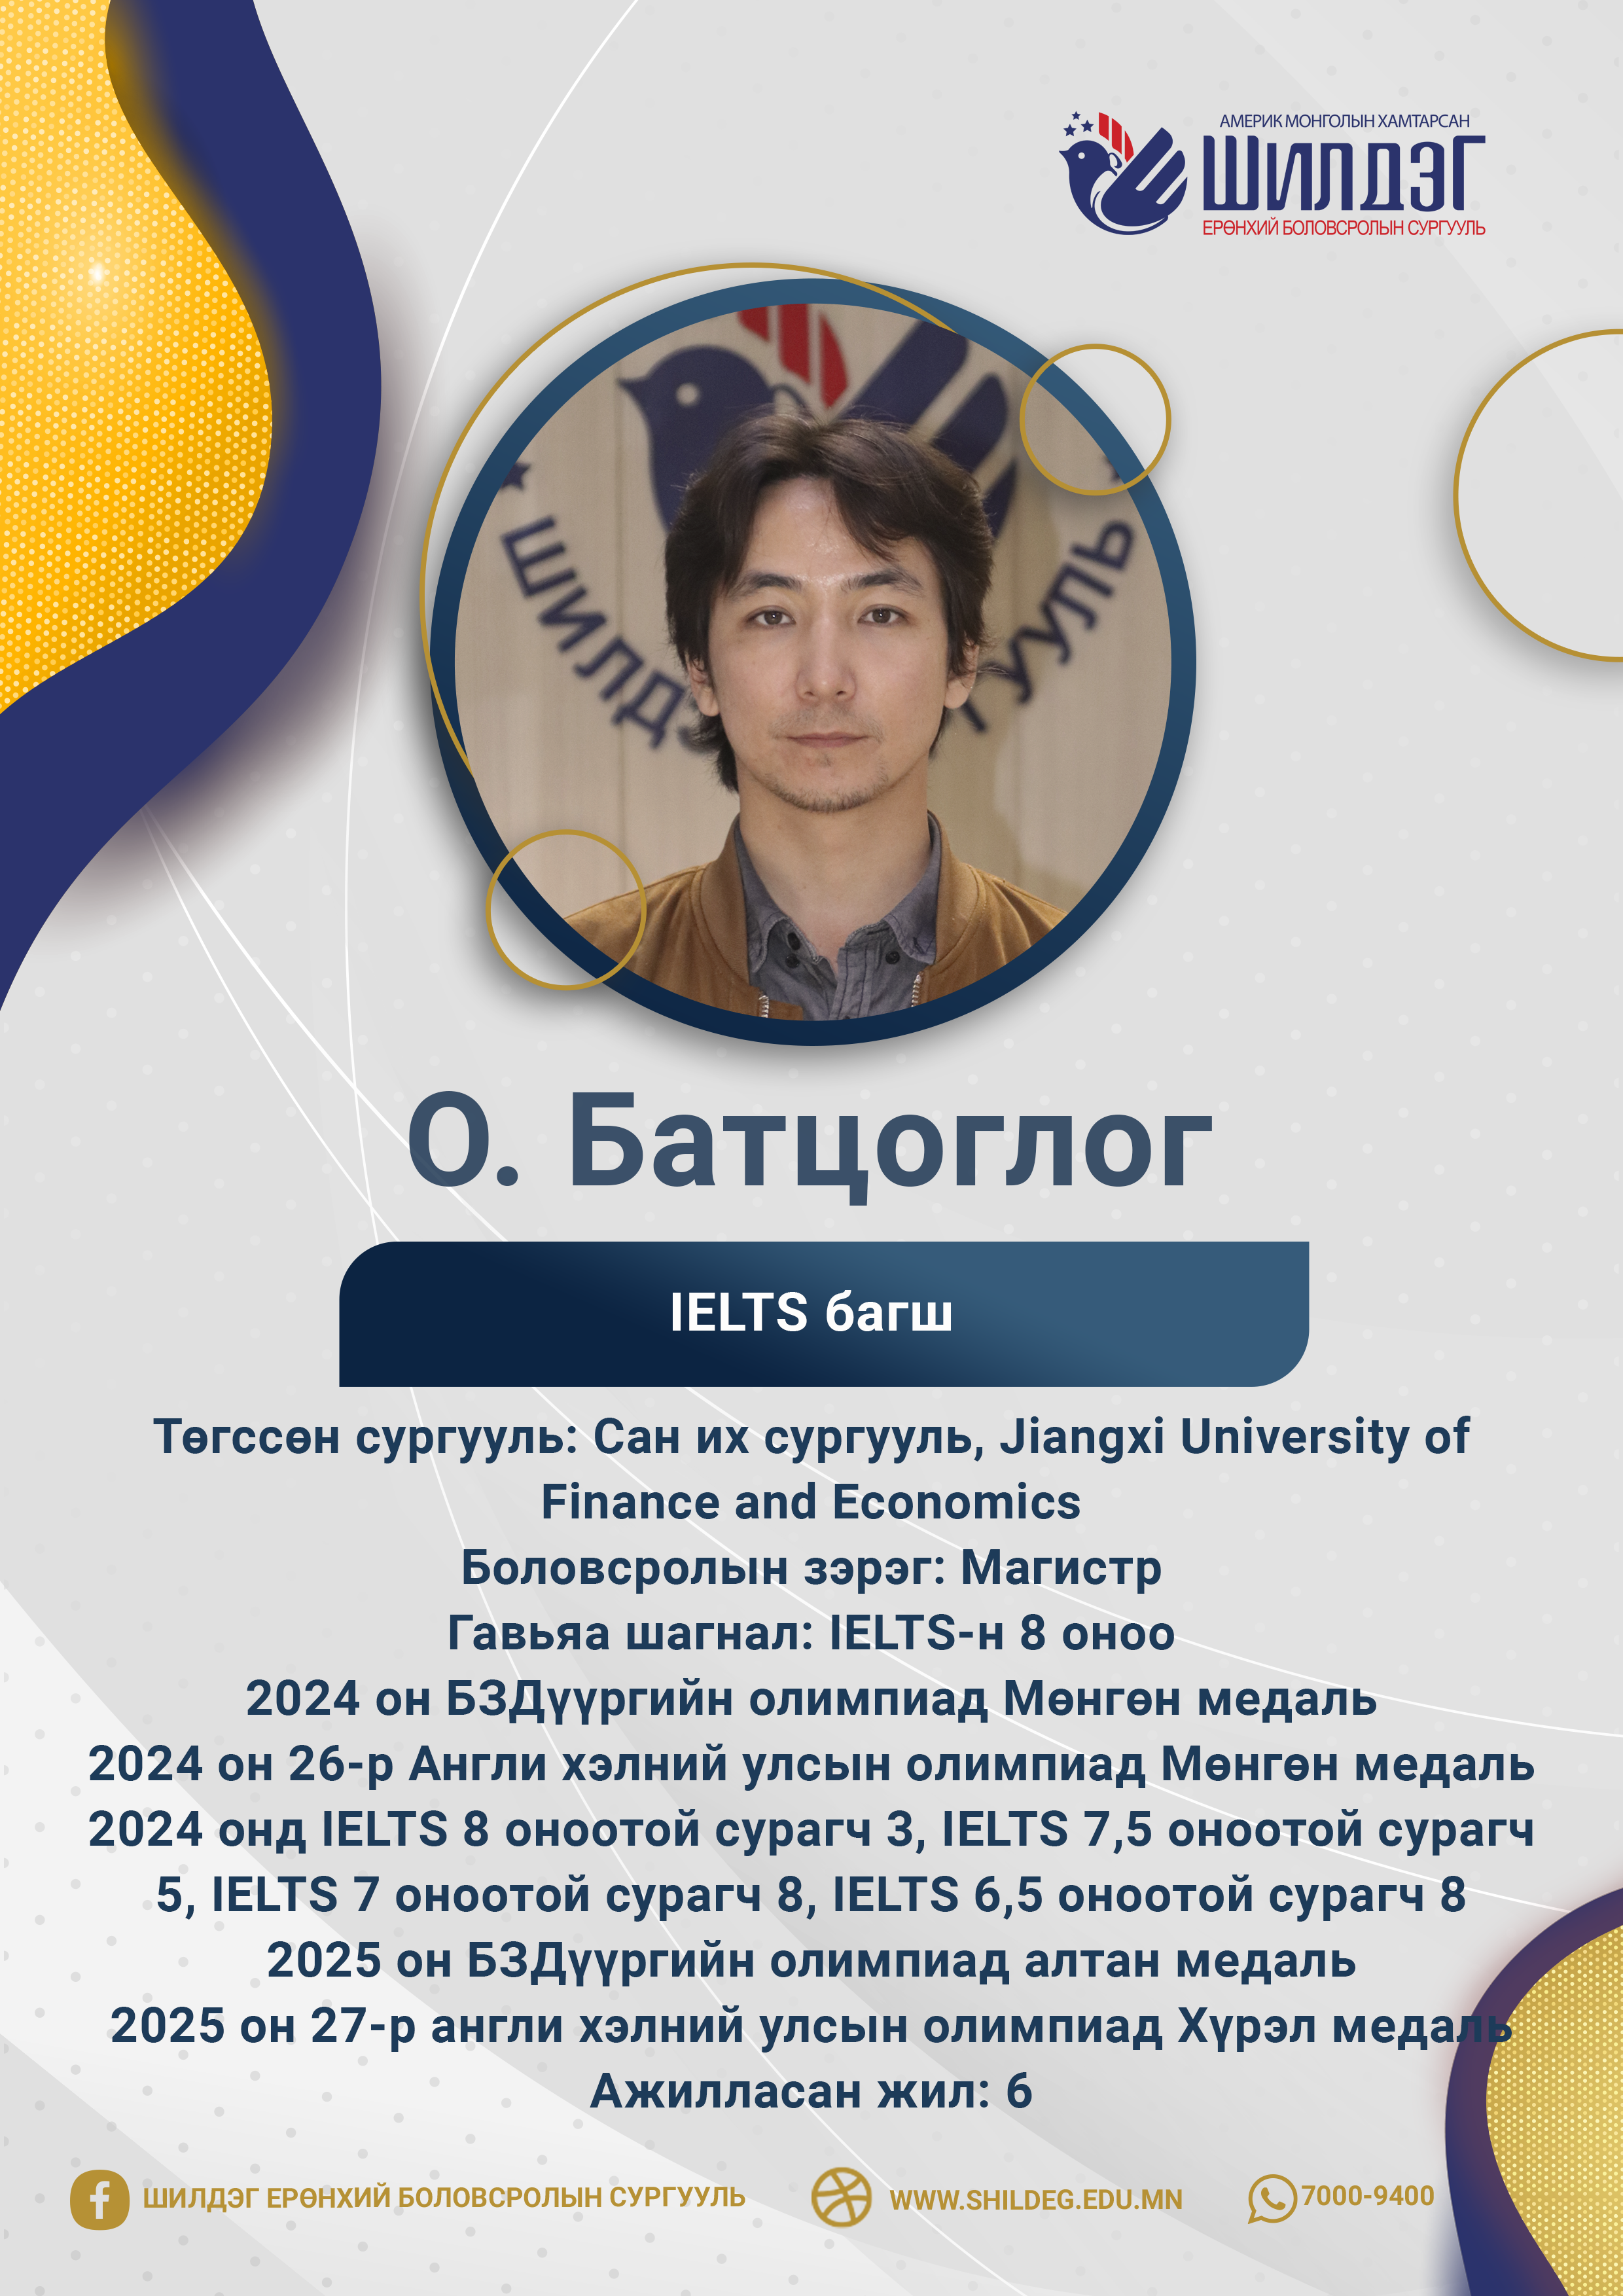 АМЕРИК МОНГОЛЫН ХАМТАРСАН
ШИЛДЭГ
ЕРӨНХИЙ БОЛОВСРОЛЫН СУРГУУЛЬ
ШИЛДЭ УУЛЬ
О. Батцоглог
IELTS багш
Төгссөн сургууль: Сан их сургууль, Jiangxi University of
Finance and Economics
Боловсролын зэрэг: Магистр
Гавьяа шагнал: IELTS-н 8 оноо
2024 он БЗДүүргийн олимпиад Мөнгөн медаль
2024 он 26-р Англи хэлний улсын олимпиад Мөнгөн медаль
2024 онд IELTS 8 оноотой сурагч 3, IELTS 7,5 оноотой сурагч
5, IELTS 7 оноотой сурагч 8, IELTS 6,5 оноотой сурагч 8
2025 он БЗДүүргийн олимпиад алтан медаль
2025 он 27-р англи хэлний улсын олимпиад Хүрэл медаль
Ажилласан жил: 6
ШИЛДЭГ ЕРӨНХИЙ БОЛОВСРОЛЫН СУРГУУЛЬ
WWW.SHILDEG.EDU.MN
7000-9400